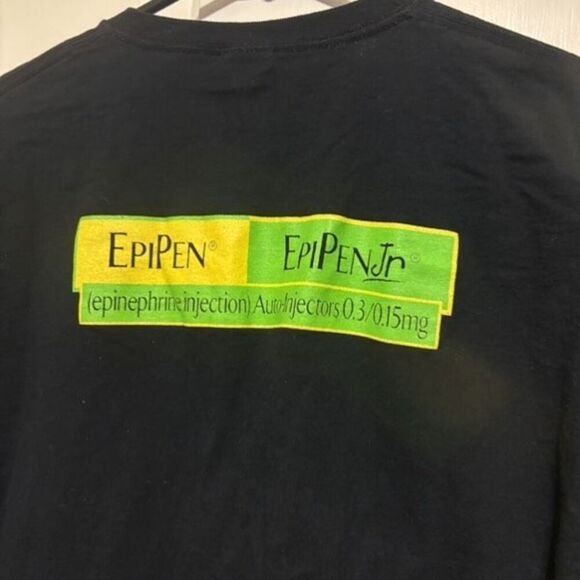 EPIPEN® EPIPENJr®
(epinephrine injection) Auto-Injectors 0.3/0.15mg